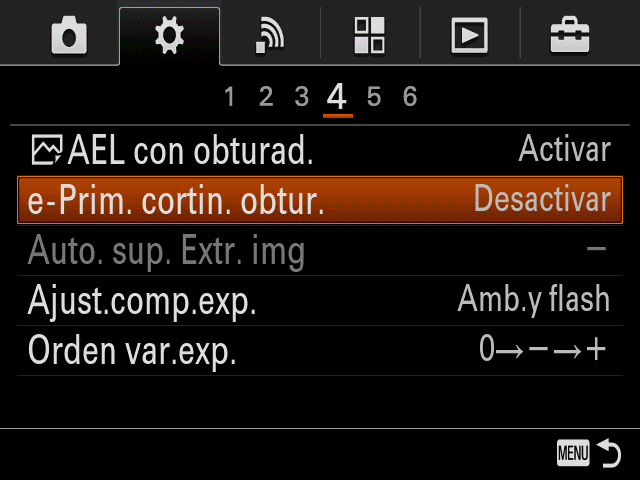 1 2 3 4 5 6
AEL con obturad. Activar
e-Prim. cortin. obtur. Desactivar
Auto. sup. Extr. img –
Ajust.comp.exp. Amb.y flash
Orden var.exp. 0→−→+
MENU